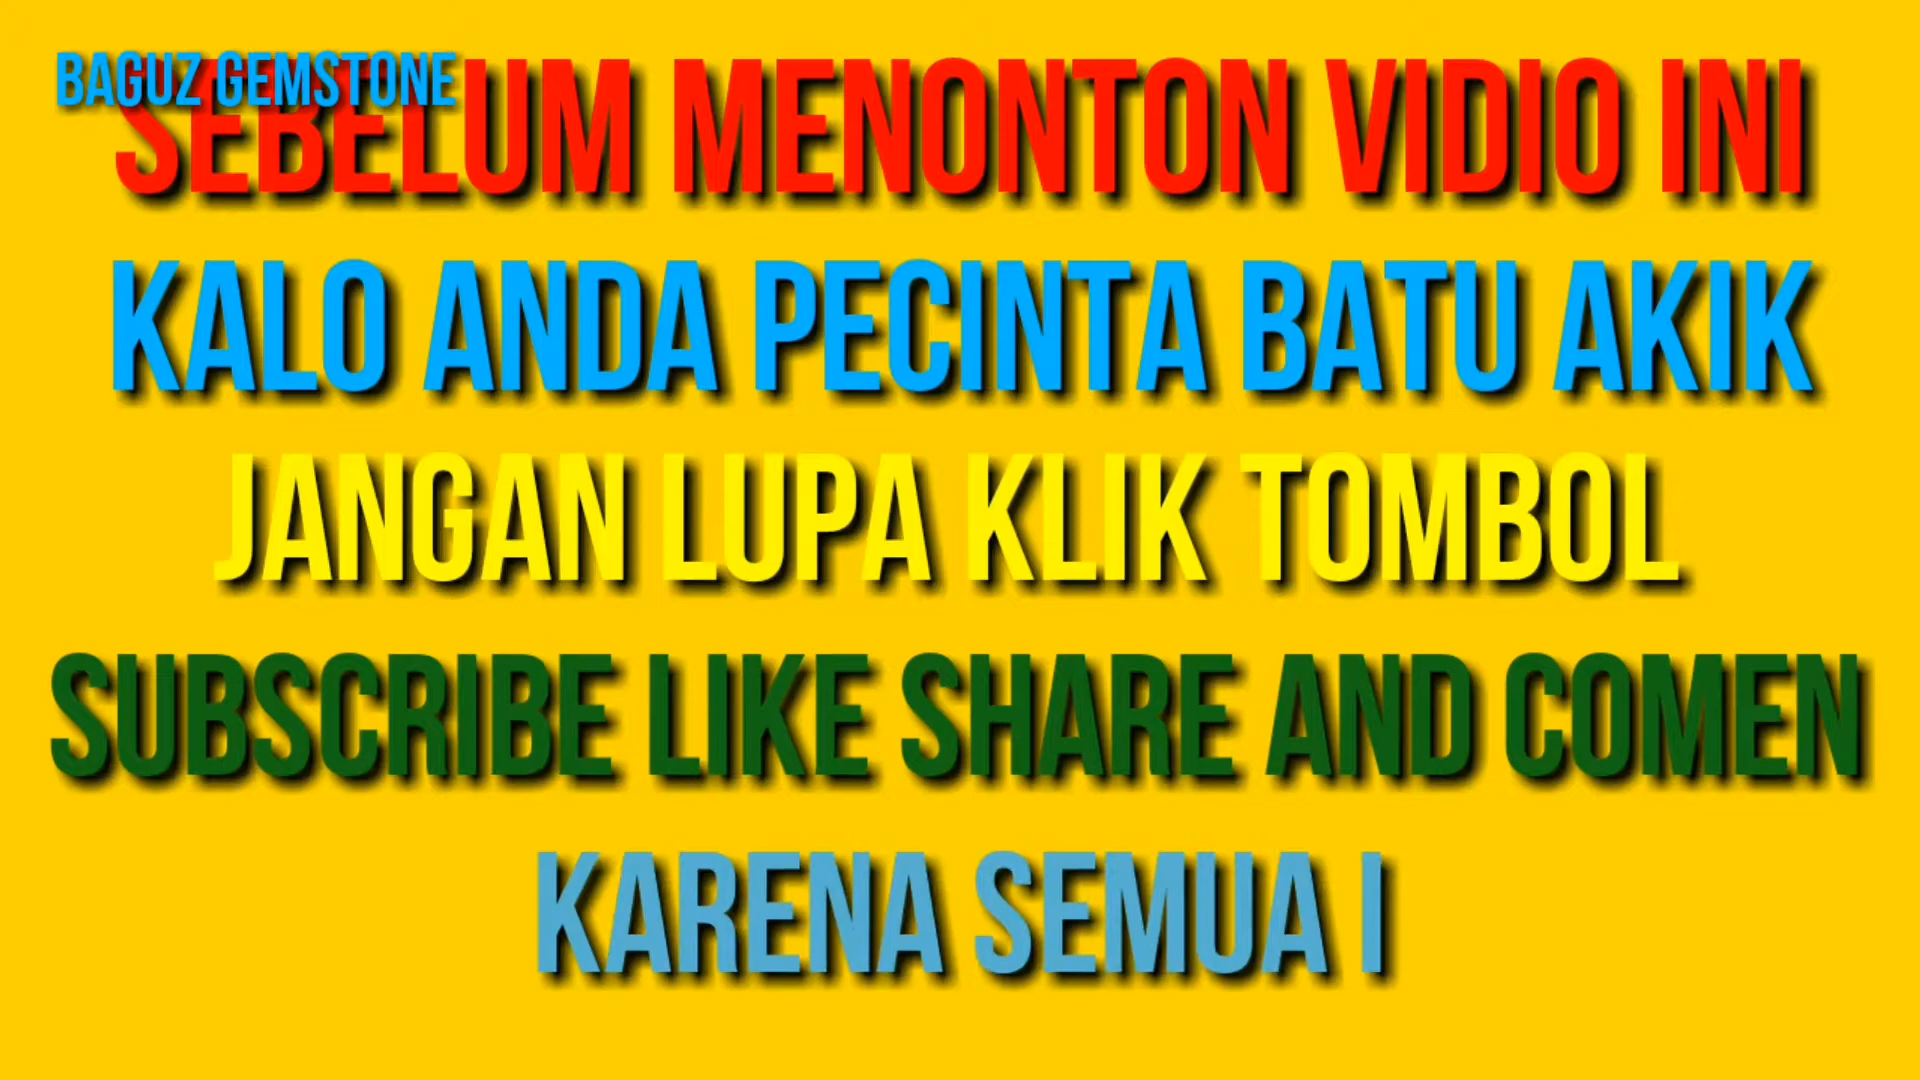 BAGUZ GEMSTONE
SEBELUM MENONTON VIDIO INI
KALO ANDA PECINTA BATU AKIK
JANGAN LUPA KLIK TOMBOL
SUBSCRIBE LIKE SHARE AND COMEN
KARENA SEMUA I